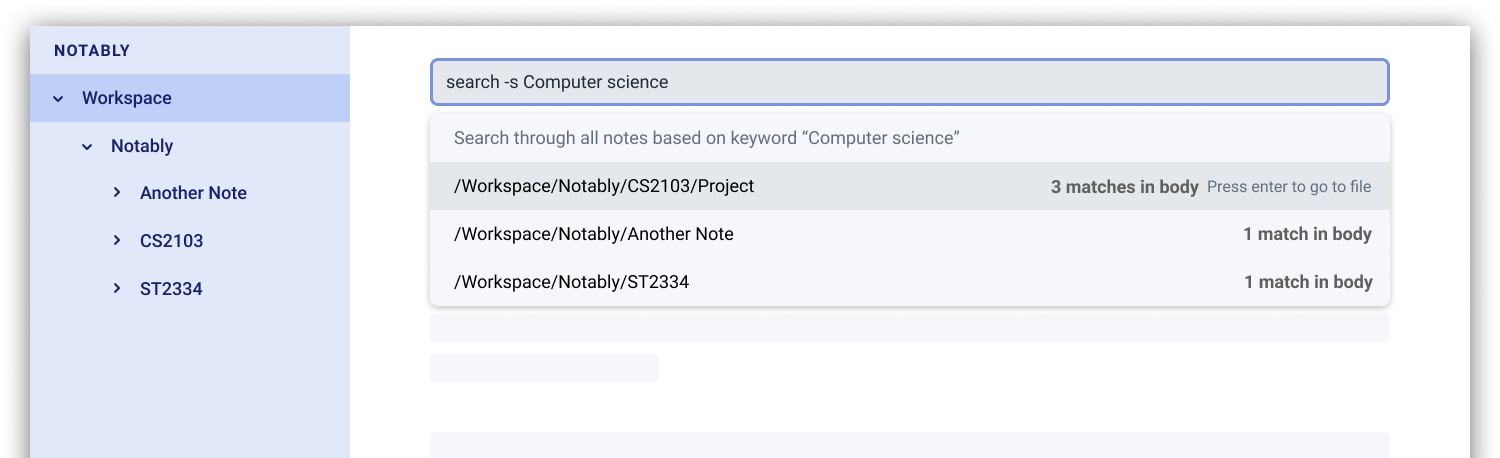 NOTABLY
Workspace
Notably
Another Note
CS2103
ST2334
search -s Computer science
Search through all notes based on keyword “Computer science”
/Workspace/Notably/CS2103/Project 3 matches in body Press enter to go to file
/Workspace/Notably/Another Note 1 match in body
/Workspace/Notably/ST2334 1 match in body